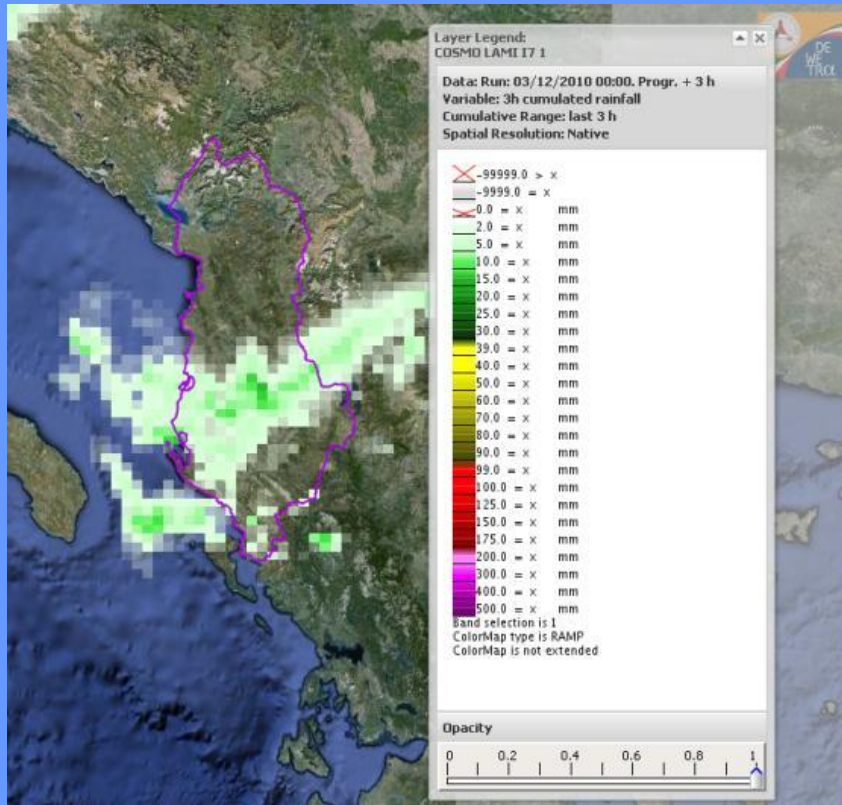 Layer Legend:
COSMO LAMI I7 1
Data: Run: 03/12/2010 00:00. Progr. + 3 h
Variable: 3h cumulated rainfall
Cumulative Range: last 3 h
Spatial Resolution: Native
-99999.0 > x
-9999.0 = x
0.0 = x mm
2.0 = x mm
5.0 = x mm
10.0 = x mm
15.0 = x mm
20.0 = x mm
25.0 = x mm
30.0 = x mm
39.0 = x mm
40.0 = x mm
50.0 = x mm
60.0 = x mm
70.0 = x mm
80.0 = x mm
90.0 = x mm
99.0 = x mm
100.0 = x mm
125.0 = x mm
150.0 = x mm
175.0 = x mm
200.0 = x mm
300.0 = x mm
400.0 = x mm
500.0 = x mm
Band selection is 1
ColorMap type is RAMP
ColorMap is not extended
Opacity
0 0.2 0.4 0.6 0.8 1
DE
WE
TRα